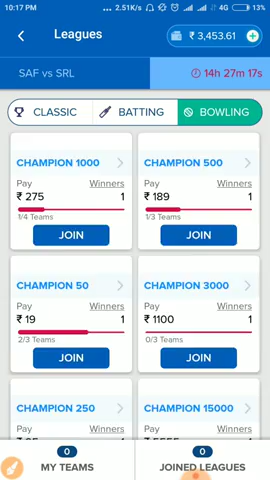 10:17 PM
2.51K/s
4G
13%
Leagues
₹ 3,453.61
SAF vs SRL
14h 27m 17s
CLASSIC
BATTING
BOWLING
CHAMPION 1000
Pay
Winners
₹ 275
1
1/4 Teams
JOIN
CHAMPION 500
Pay
Winners
₹ 189
1
1/3 Teams
JOIN
CHAMPION 50
Pay
Winners
₹ 19
1
2/3 Teams
JOIN
CHAMPION 3000
Pay
Winners
₹ 1100
1
0/3 Teams
JOIN
CHAMPION 250
Pay
Winners
1
CHAMPION 15000
Pay
Winners
1
0
MY TEAMS
0
JOINED LEAGUES